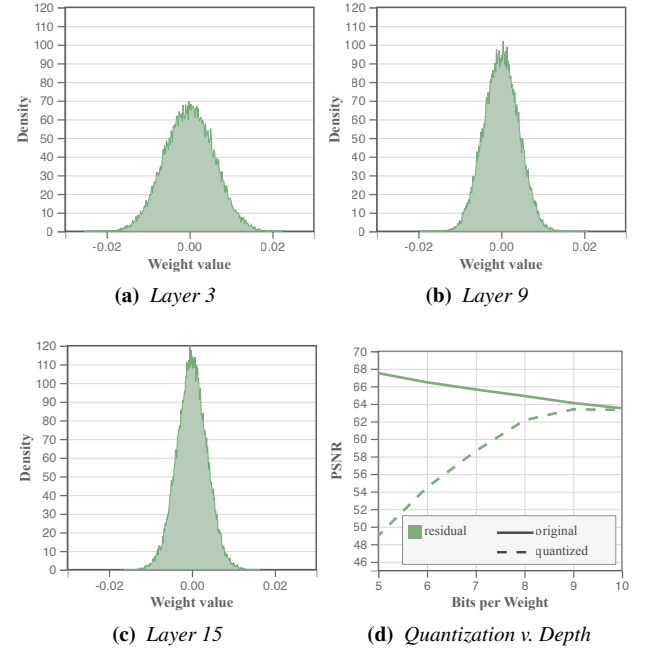 120
110
100
90
80
70
60
50
40
30
20
10
0
Density
-0.02 0.00 0.02
Weight value
(a) Layer 3
120
110
100
90
80
70
60
50
40
30
20
10
0
Density
-0.02 0.00 0.02
Weight value
(b) Layer 9
120
110
100
90
80
70
60
50
40
30
20
10
0
Density
-0.02 0.00 0.02
Weight value
(c) Layer 15
70
68
66
64
62
60
58
56
54
52
50
48
46
PSNR
residual original
quantized
5 6 7 8 9 10
Bits per Weight
(d) Quantization v. Depth